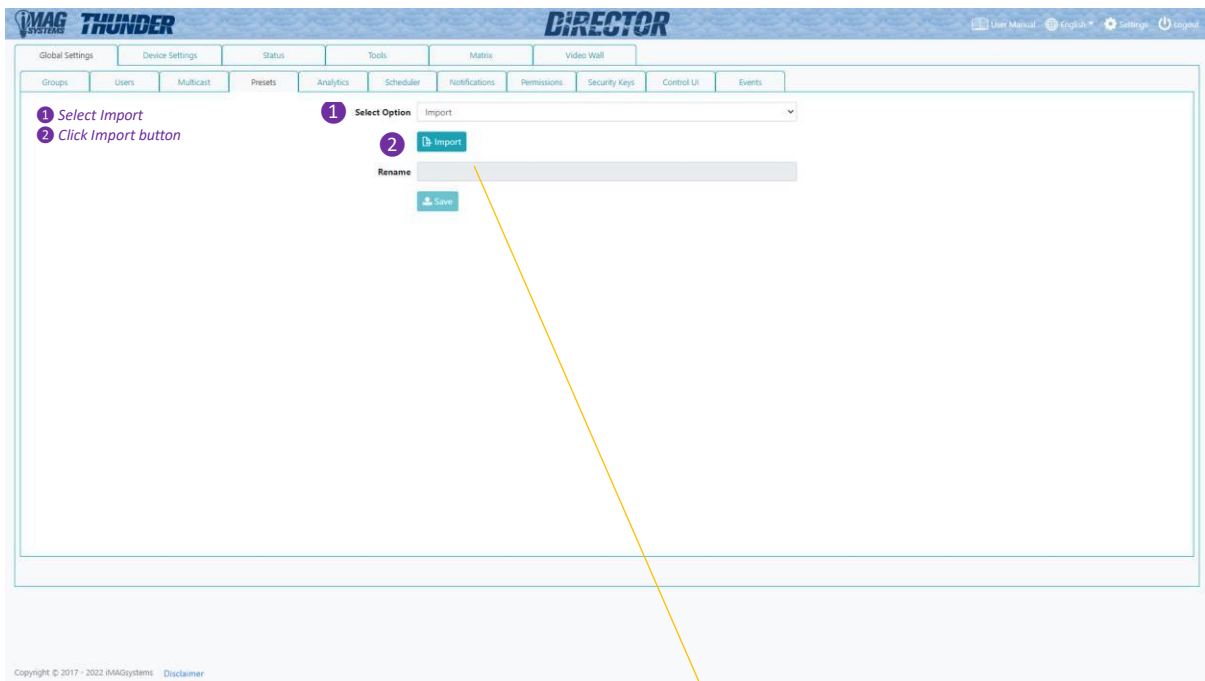 iMAG SYSTEMS THUNDER DiRECTOR User Manual English Settings Logout
Global Settings Device Settings Status Tools Matrix Video Wall
Groups Users Multicast Presets Analytics Scheduler Notifications Permissions Security Keys Control UI Events
1 Select Import
2 Click Import button
1 Select Option Import
2 Import
Rename
Save
Copyright © 2017 - 2022 iMAGsystems Disclaimer